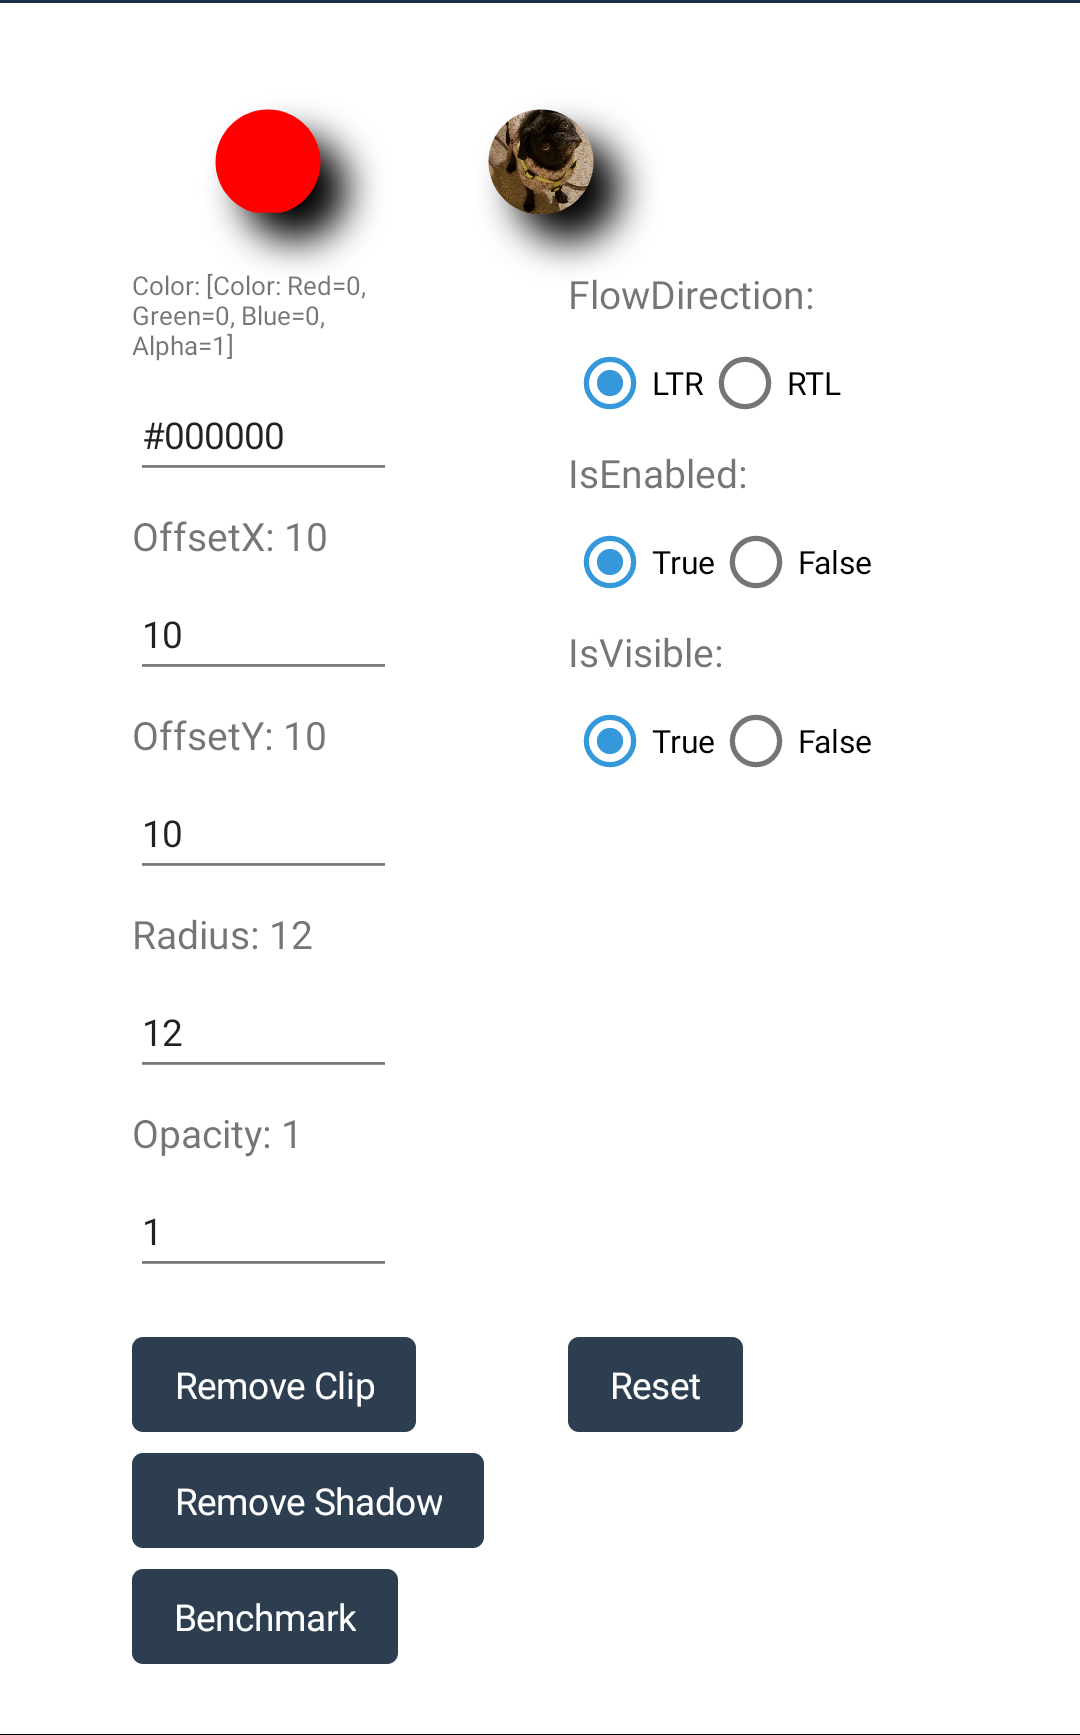 Color: [Color: Red=0,
Green=0, Blue=0,
Alpha=1]
#000000
OffsetX: 10
10
OffsetY: 10
10
Radius: 12
12
Opacity: 1
1
FlowDirection:
LTR RTL
IsEnabled:
True False
IsVisible:
True False
Remove Clip
Reset
Remove Shadow
Benchmark